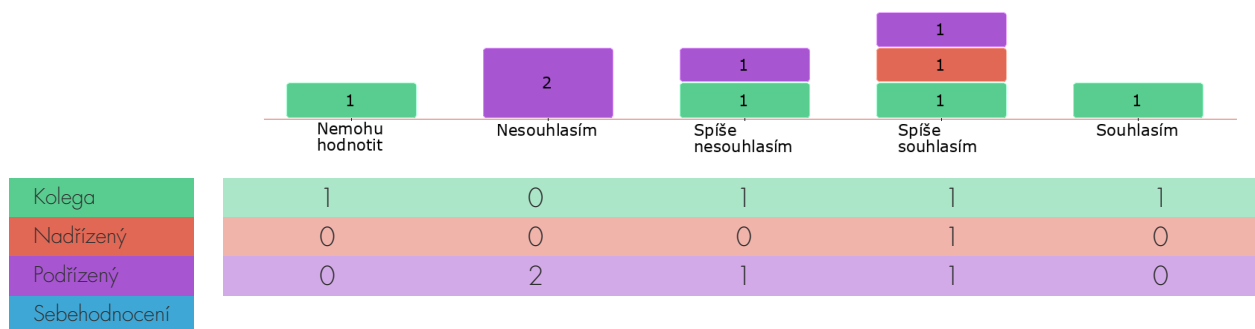 1
1 1
2 1 1
1 1 1 1
Nemohu hodnotit
Nesouhlasím
Spíše nesouhlasím
Spíše souhlasím
Souhlasím
Kolega 1 0 1 1 1
Nadřízený 0 0 0 1 0
Podřízený 0 2 1 1 0
Sebehodnocení